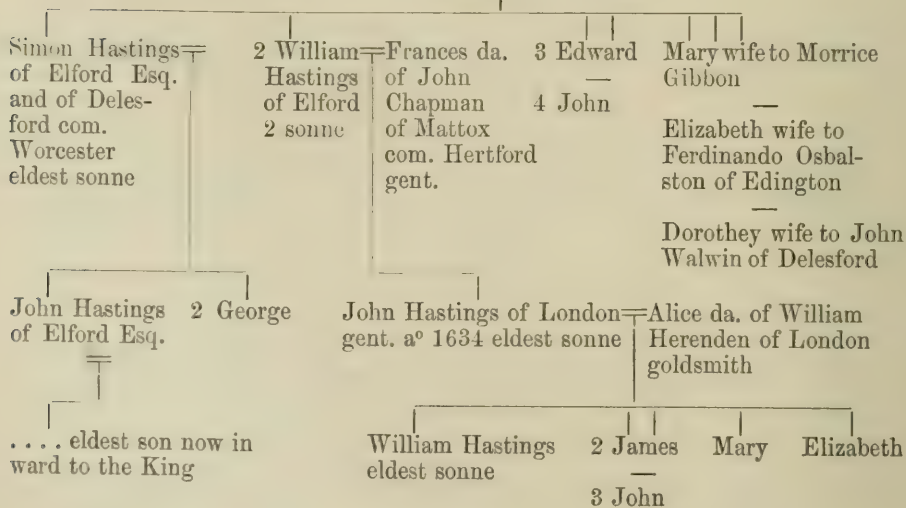 Simon Hastings
of Elford Esq.
and of Deles-
ford com.
Worcester
eldest sonne
2 William
Hastings
of Elford
2 sonne
Frances da.
of John
Chapman
of Mattox
com. Hertford
gent.
3 Edward
—
4 John
Mary wife to Morrice
Gibbon
—
Elizabeth wife to
Ferdinando Osbal-
ston of Edington
—
Dorothey wife to John
Walwin of Delesford
John Hastings
of Elford Esq.
2 George
John Hastings of London
gent. aº 1634 eldest sonne
Alice da. of William
Herenden of London
goldsmith
. . . . eldest son now in
ward to the King
William Hastings
eldest sonne
2 James
—
3 John
Mary
Elizabeth